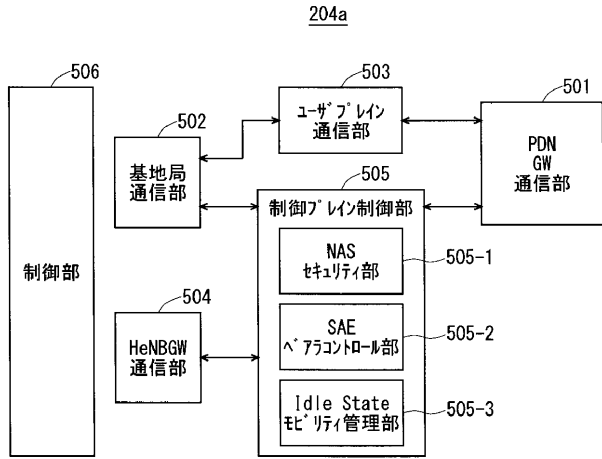 204a
506
503
501
502
ユーザプレイン
通信部
PDN
GW
通信部
基地局
通信部
505
制御プレイン制御部
制御部
NAS
セキュリティ部
505-1
504
SAE
ベアラコントロール部
505-2
HeNBGW
通信部
Idle State
モビリティ管理部
505-3